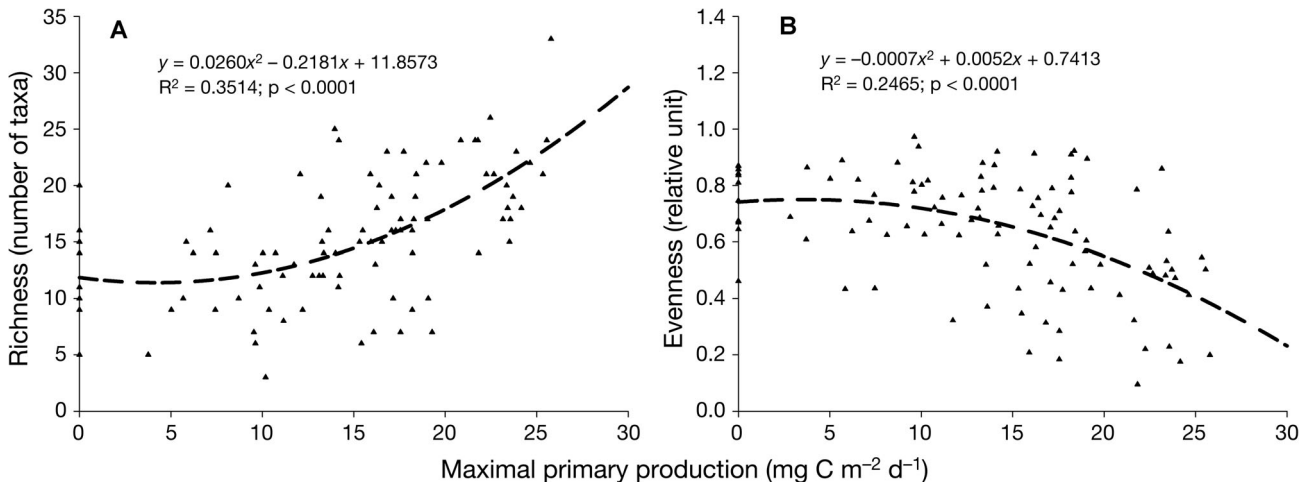 A
y = 0.0260x² – 0.2181x + 11.8573
R² = 0.3514; p < 0.0001
Richness (number of taxa)
35
30
25
20
15
10
5
0
0 5 10 15 20 25 30
B
y = –0.0007x² + 0.0052x + 0.7413
R² = 0.2465; p < 0.0001
Evenness (relative unit)
1.4
1.2
1.0
0.8
0.6
0.4
0.2
0.0
0 5 10 15 20 25 30
Maximal primary production (mg C m⁻² d⁻¹)